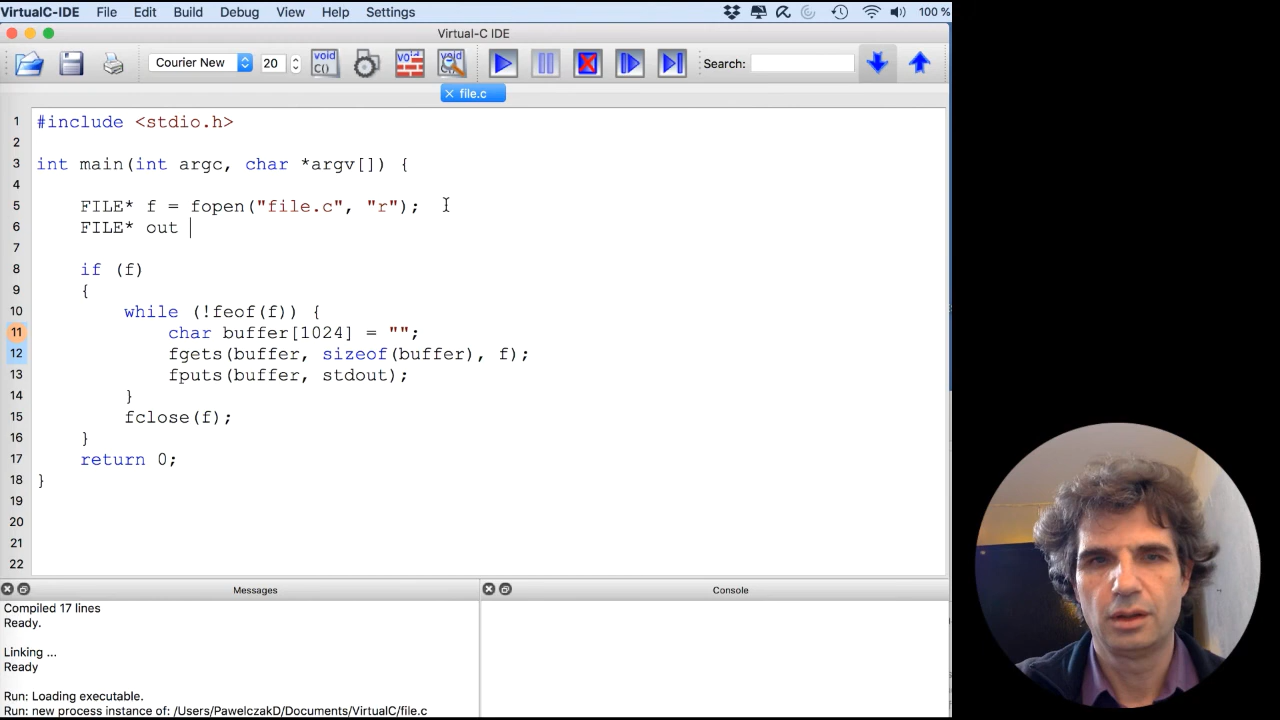 VirtualC-IDE File Edit Build Debug View Help Settings 100 %
Virtual-C IDE
Courier New 20 void C() void void Search:
file.c
1 #include <stdio.h>
2
3 int main(int argc, char *argv[]) {
4
5 FILE* f = fopen("file.c", "r");
6 FILE* out
7
8 if (f)
9 {
10 while (!feof(f)) {
11 char buffer[1024] = "";
12 fgets(buffer, sizeof(buffer), f);
13 fputs(buffer, stdout);
14 }
15 fclose(f);
16 }
17 return 0;
18 }
19
20
21
22
Messages Console
Compiled 17 lines
Ready.
Linking ...
Ready
Run: Loading executable.
Run: new process instance of: /Users/PawelczakD/Documents/VirtualC/file.c